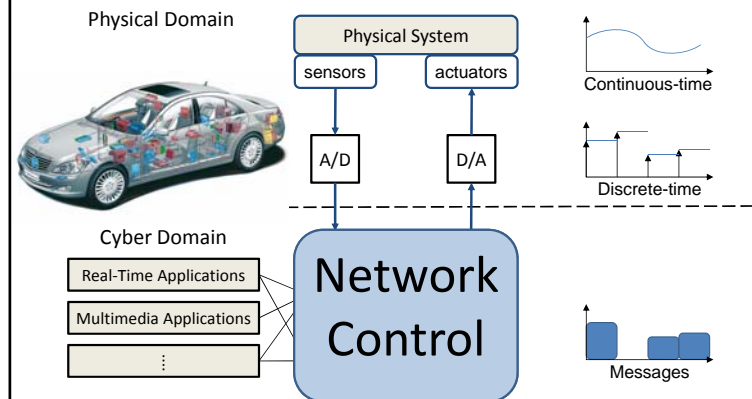 Physical Domain
Physical System
sensors
actuators
Continuous-time
A/D
D/A
Discrete-time
Cyber Domain
Real-Time Applications
Multimedia Applications
⋮
Network
Control
Messages